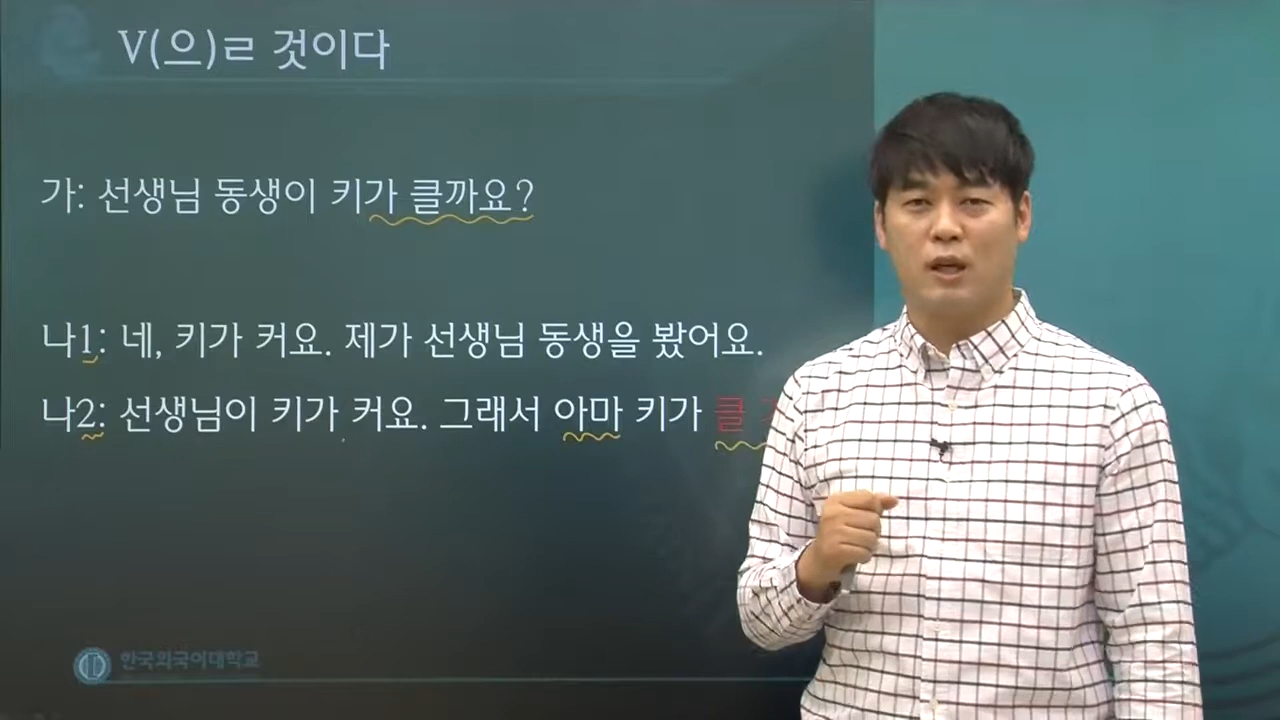 V(으)ㄹ 것이다
가: 선생님 동생이 키가 클까요?
나1: 네, 키가 커요. 제가 선생님 동생을 봤어요.
나2: 선생님이 키가 커요. 그래서 아마 키가 클
한국외국어대학교